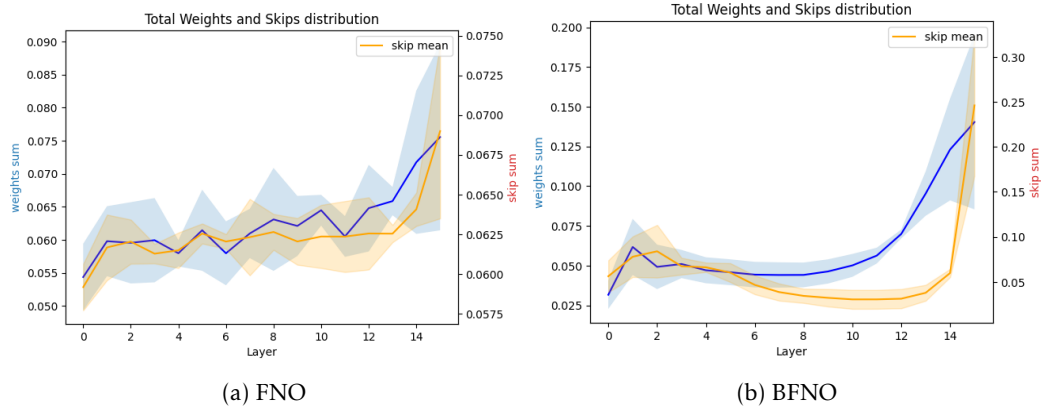 Total Weights and Skips distribution
skip mean
0.090
0.085
0.080
0.075
0.070
0.065
0.060
0.055
0.050
weights sum
0.0750
0.0725
0.0700
0.0675
0.0650
0.0625
0.0600
0.0575
skip sum
0 2 4 6 8 10 12 14
Layer
(a) FNO
Total Weights and Skips distribution
skip mean
0.200
0.175
0.150
0.125
0.100
0.075
0.050
0.025
weights sum
0.30
0.25
0.20
0.15
0.10
0.05
skip sum
0 2 4 6 8 10 12 14
Layer
(b) BFNO